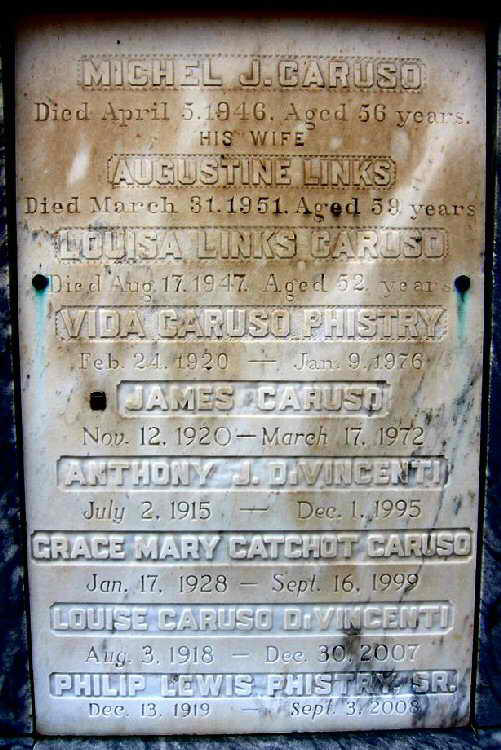 MICHEL J. CARUSO
Died April 5, 1946. Aged 56 years.
HIS WIFE
AUGUSTINE LINKS
Died March 31. 1951. Aged 59 years
LOUISA LINKS CARUSO
Died Aug. 17. 1947. Aged 52. years
VIDA CARUSO PHISTRY
Feb. 24. 1920 — Jan. 9, 1976
JAMES CARUSO
Nov. 12, 1920 — March 17, 1972
ANTHONY J. DiVINCENTI
July 2, 1915 — Dec. 1, 1995
GRACE MARY CATCHOT CARUSO
Jan. 17, 1928 — Sept. 16, 1999
LOUISE CARUSO DiVINCENTI
Aug. 3, 1918 — Dec. 30, 2007
PHILIP LEWIS PHISTRY, SR.
Dec. 13, 1919 — Sept. 3, 2008